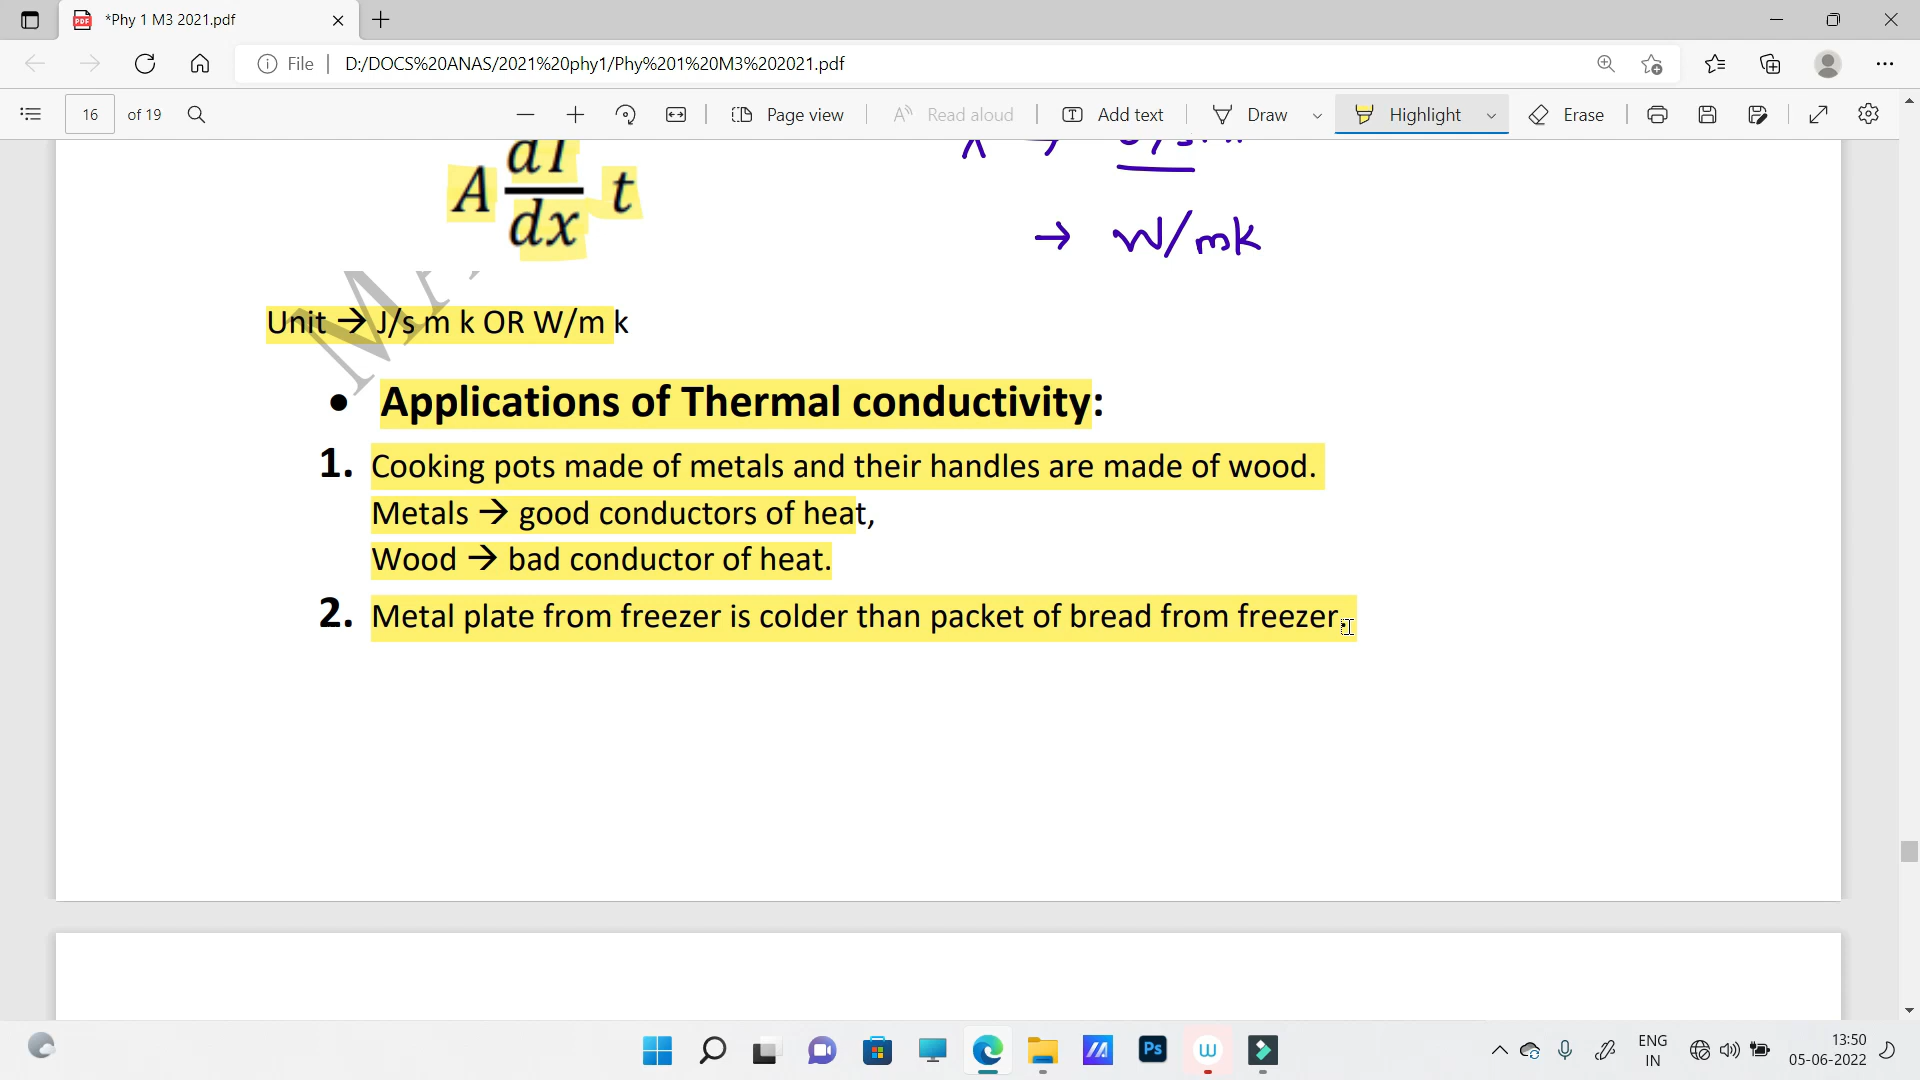 *Phy 1 M3 2021.pdf
File | D:/DOCS%20ANAS/2021%20phy1/Phy%201%20M3%202021.pdf
16 of 19 Page view Read aloud Add text Draw Highlight Erase
A dT/dx t
→ W/mk
Unit → J/s m k OR W/m k
• Applications of Thermal conductivity:
1. Cooking pots made of metals and their handles are made of wood.
Metals → good conductors of heat,
Wood → bad conductor of heat.
2. Metal plate from freezer is colder than packet of bread from freezer.
ENG 13:50
IN 05-06-2022